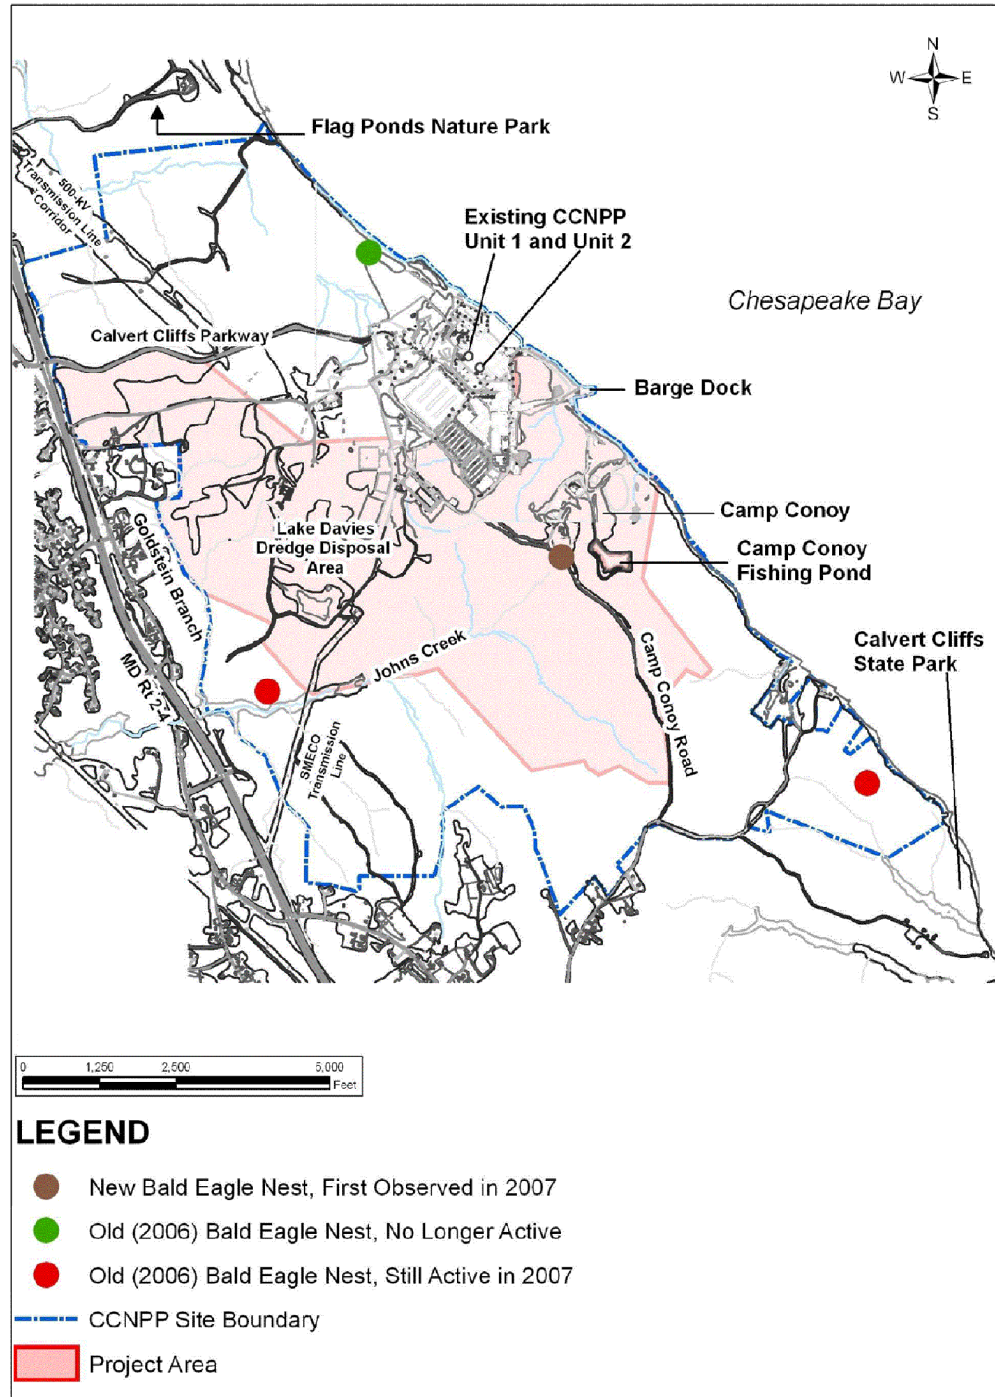 N
W E
S
Flag Ponds Nature Park
500-kV
Transmission Line
Corridor
Existing CCNPP
Unit 1 and Unit 2
Chesapeake Bay
Calvert Cliffs Parkway
Barge Dock
Camp Conoy
Lake Davies
Dredge Disposal
Area
Camp Conoy
Fishing Pond
Goldstein Branch
Johns Creek
Calvert Cliffs
State Park
MD Rt 2-4
Camp Conoy Road
SMECO
Transmission
Line
0 1,250 2,500 5,000
Feet
LEGEND
New Bald Eagle Nest, First Observed in 2007
Old (2006) Bald Eagle Nest, No Longer Active
Old (2006) Bald Eagle Nest, Still Active in 2007
CCNPP Site Boundary
Project Area